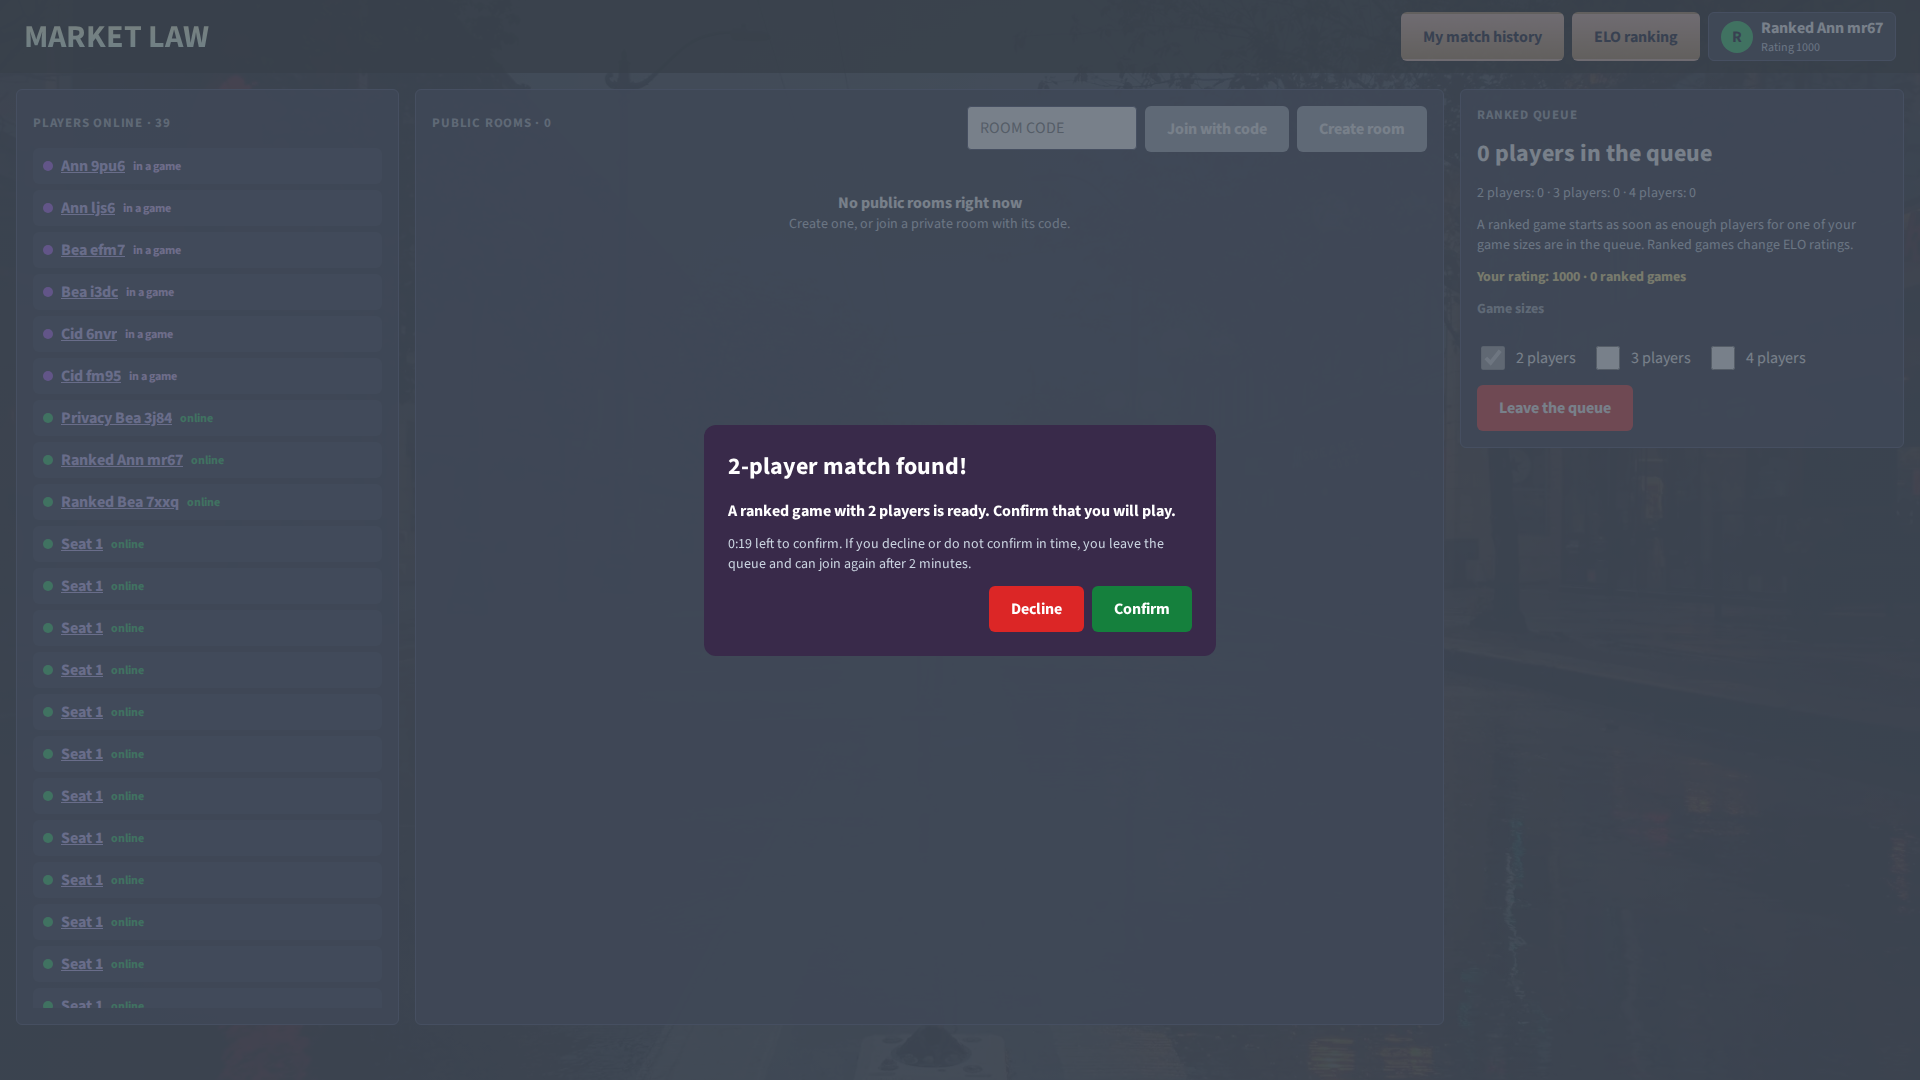 MARKET LAW
My match history
ELO ranking
R
Ranked Ann mr67
Rating 1000
PLAYERS ONLINE · 39
Ann 9pu6 in a game
Ann ljs6 in a game
Bea efm7 in a game
Bea i3dc in a game
Cid 6nvr in a game
Cid fm95 in a game
Privacy Bea 3j84 online
Ranked Ann mr67 online
Ranked Bea 7xxq online
Seat 1 online
Seat 1 online
Seat 1 online
Seat 1 online
Seat 1 online
Seat 1 online
Seat 1 online
Seat 1 online
Seat 1 online
Seat 1 online
Seat 1 online
Seat 1 online
PUBLIC ROOMS · 0
ROOM CODE
Join with code
Create room
No public rooms right now
Create one, or join a private room with its code.
2-player match found!
A ranked game with 2 players is ready. Confirm that you will play.
0:19 left to confirm. If you decline or do not confirm in time, you leave the
queue and can join again after 2 minutes.
Decline
Confirm
RANKED QUEUE
0 players in the queue
2 players: 0 · 3 players: 0 · 4 players: 0
A ranked game starts as soon as enough players for one of your
game sizes are in the queue. Ranked games change ELO ratings.
Your rating: 1000 · 0 ranked games
Game sizes
2 players
3 players
4 players
Leave the queue